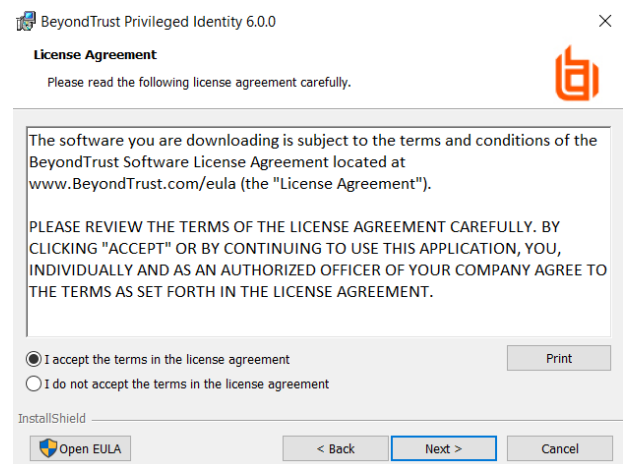 BeyondTrust Privileged Identity 6.0.0
License Agreement
Please read the following license agreement carefully.
The software you are downloading is subject to the terms and conditions of the
BeyondTrust Software License Agreement located at
www.BeyondTrust.com/eula (the "License Agreement").
PLEASE REVIEW THE TERMS OF THE LICENSE AGREEMENT CAREFULLY. BY
CLICKING "ACCEPT" OR BY CONTINUING TO USE THIS APPLICATION, YOU,
INDIVIDUALLY AND AS AN AUTHORIZED OFFICER OF YOUR COMPANY AGREE TO
THE TERMS AS SET FORTH IN THE LICENSE AGREEMENT.
I accept the terms in the license agreement
Print
I do not accept the terms in the license agreement
InstallShield
Open EULA
< Back
Next >
Cancel